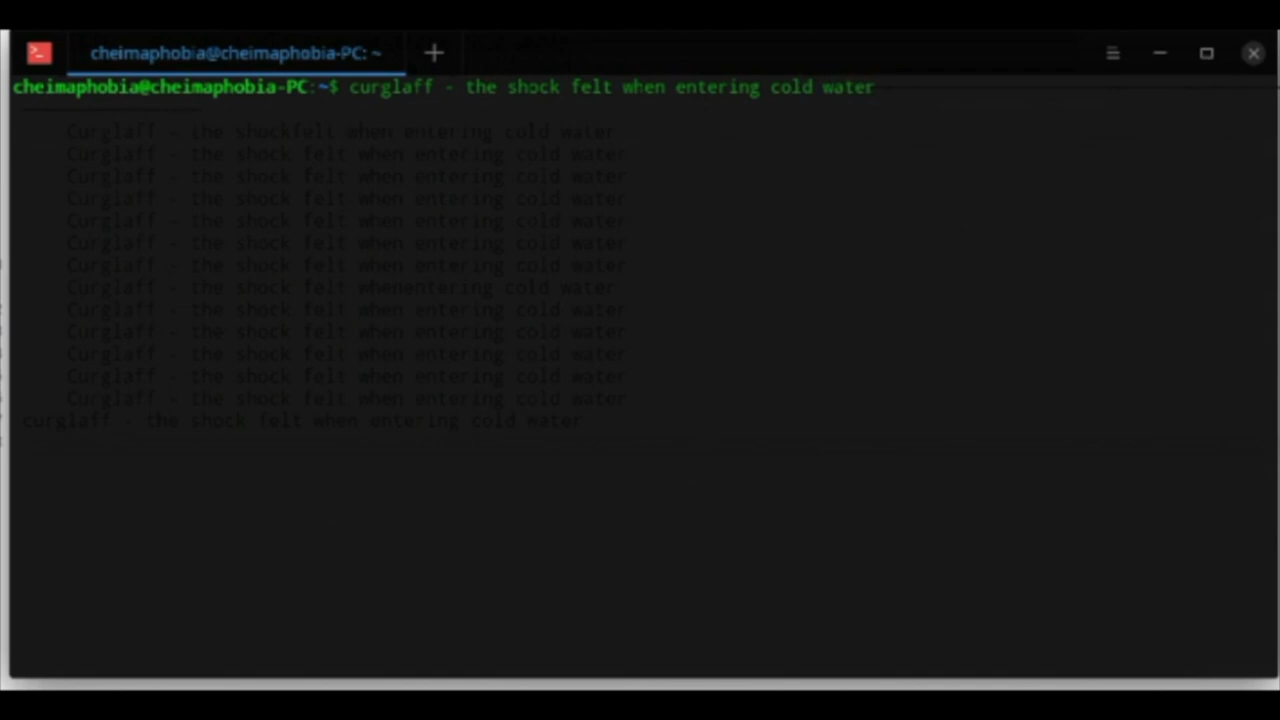 cheimaphobia@cheimaphobia-PC: ~
cheimaphobia@cheimaphobia-PC:~$ curglaff - the shock felt when entering cold water
Curglaff - the shockfelt when entering cold water
Curglaff - the shock felt when entering cold water
Curglaff - the shock felt when entering cold water
Curglaff - the shock felt when entering cold water
Curglaff - the shock felt when entering cold water
Curglaff - the shock felt when entering cold water
Curglaff - the shock felt when entering cold water
Curglaff - the shock felt whenentering cold water
Curglaff - the shock felt when entering cold water
Curglaff - the shock felt when entering cold water
Curglaff - the shock felt when entering cold water
Curglaff - the shock felt when entering cold water
Curglaff - the shock felt when entering cold water
curglaff - the shock felt when entering cold water